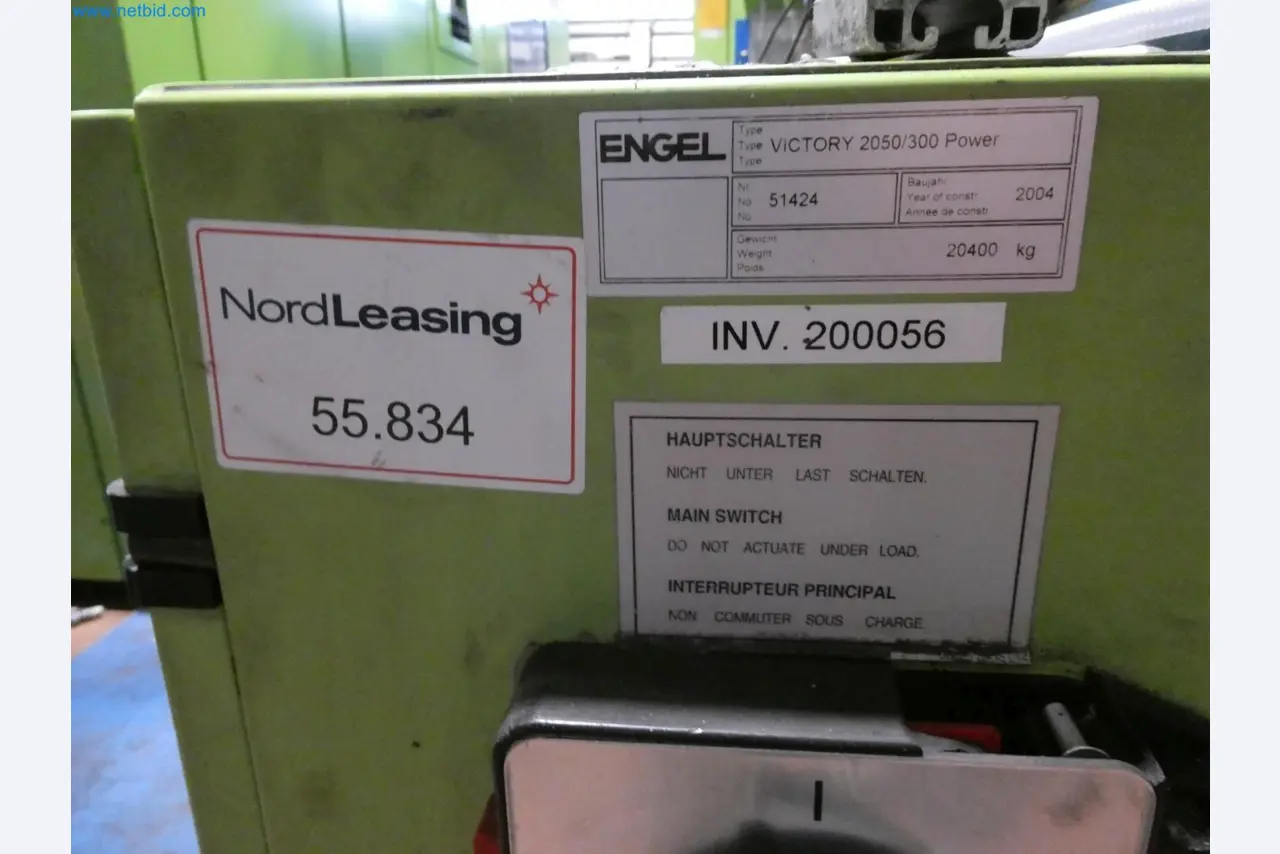 www.netbid.com
ENGEL
Type
Type VICTORY 2050/300 Power
Type
Nr
No 51424
No
Baujahr
Year of constr 2004
Année de constr
Gewicht
Weight 20400 kg
Poids
NordLeasing
55.834
INV. 200056
HAUPTSCHALTER
NICHT UNTER LAST SCHALTEN.
MAIN SWITCH
DO NOT ACTUATE UNDER LOAD.
INTERRUPTEUR PRINCIPAL
NON COMMUTER SOUS CHARGE
I